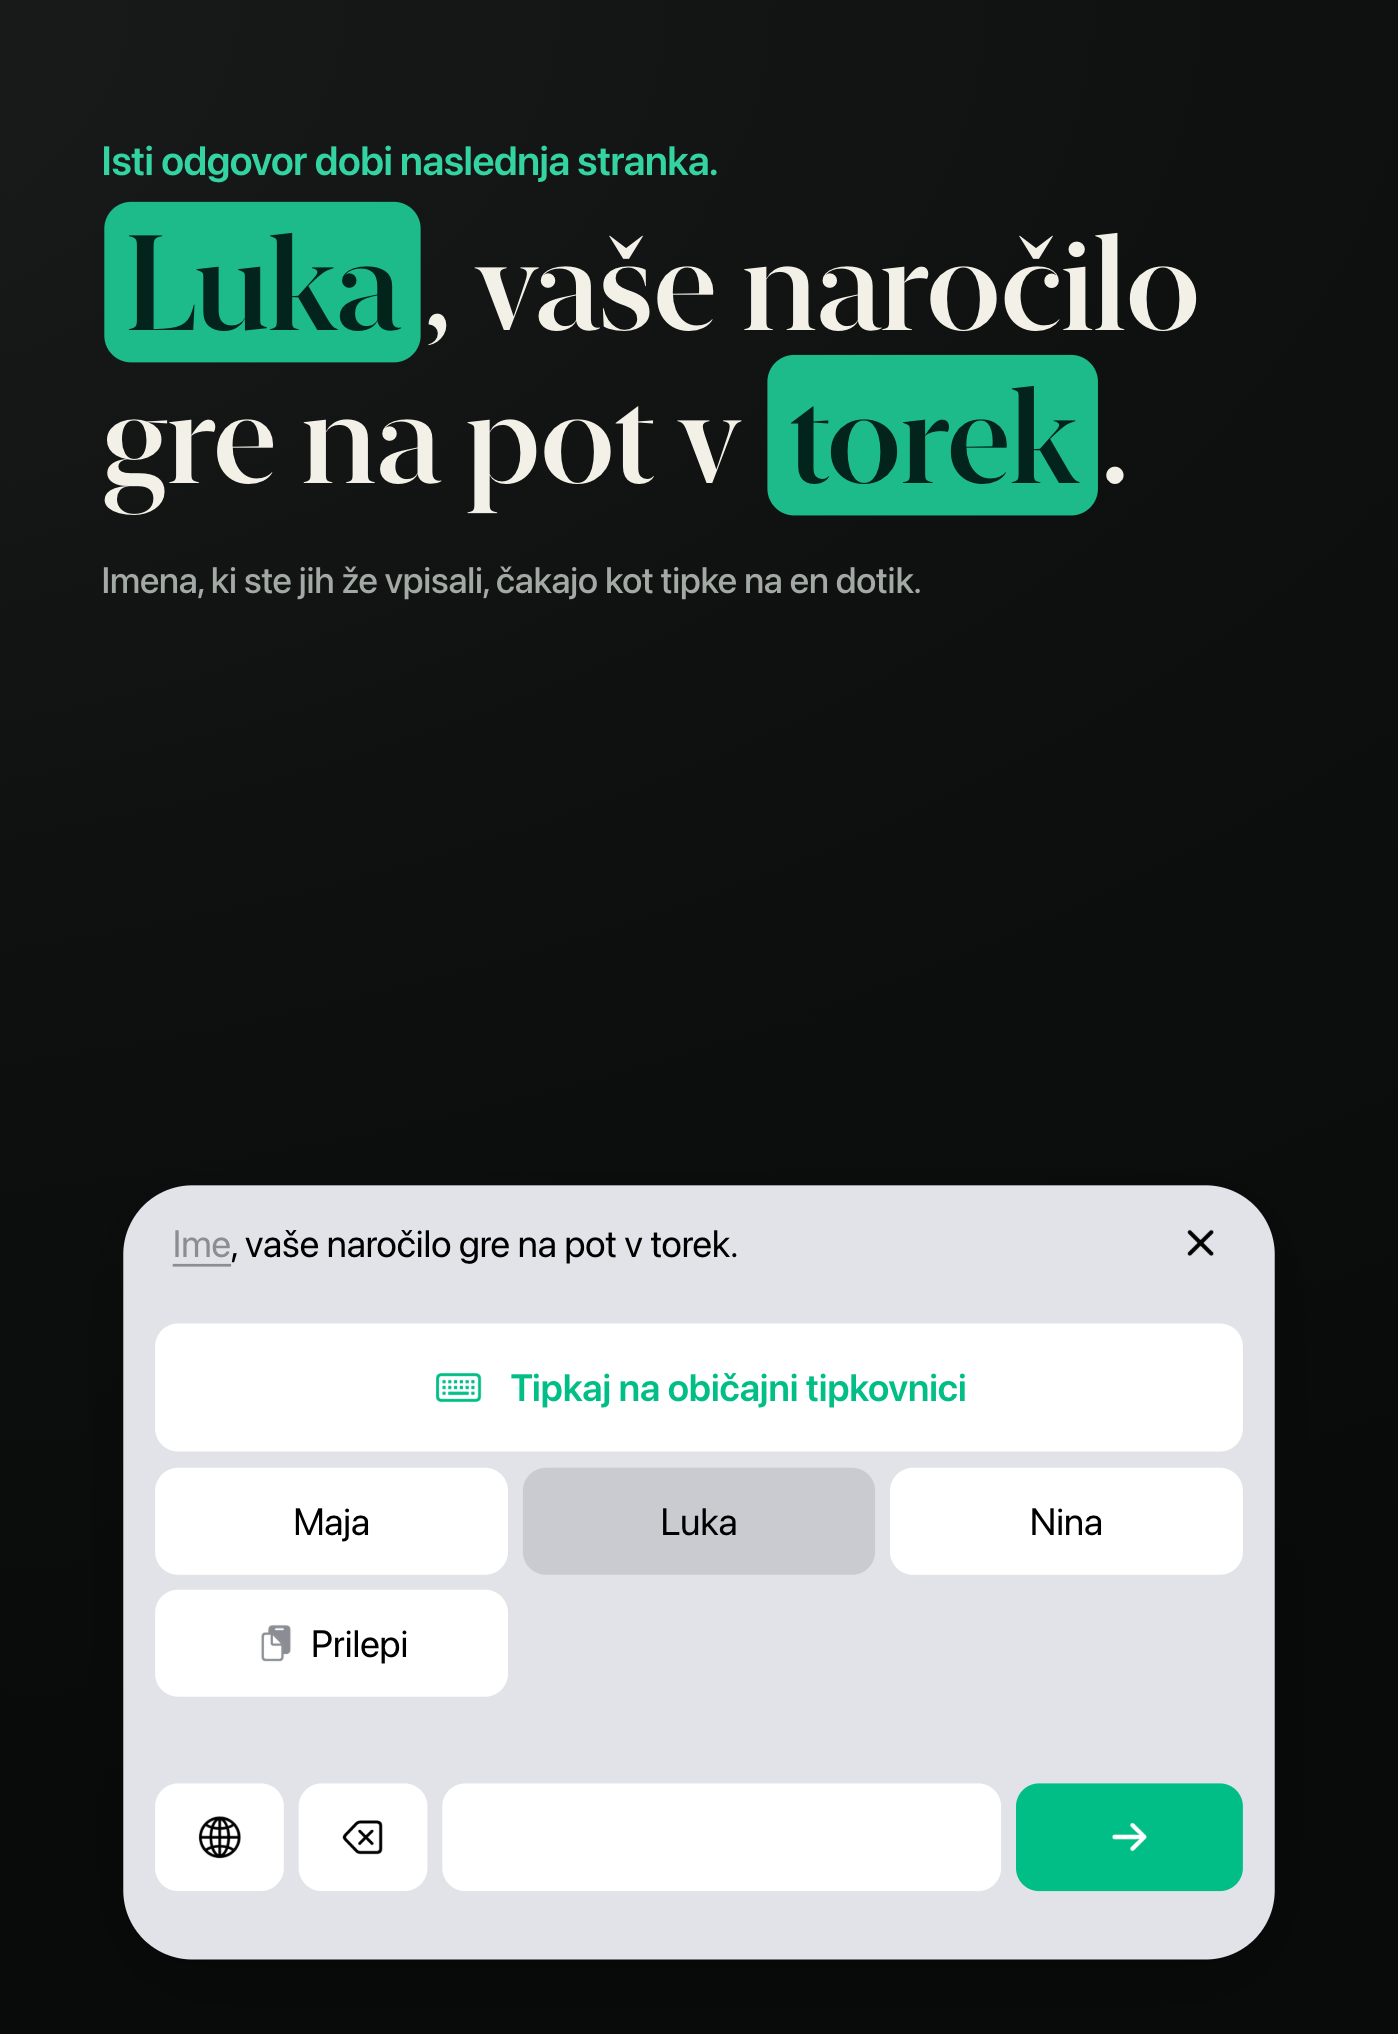 Isti odgovor dobi naslednja stranka.
Luka, vaše naročilo
gre na pot v torek.
Imena, ki ste jih že vpisali, čakajo kot tipke na en dotik.
Ime, vaše naročilo gre na pot v torek.
Tipkaj na običajni tipkovnici
Maja
Luka
Nina
Prilepi